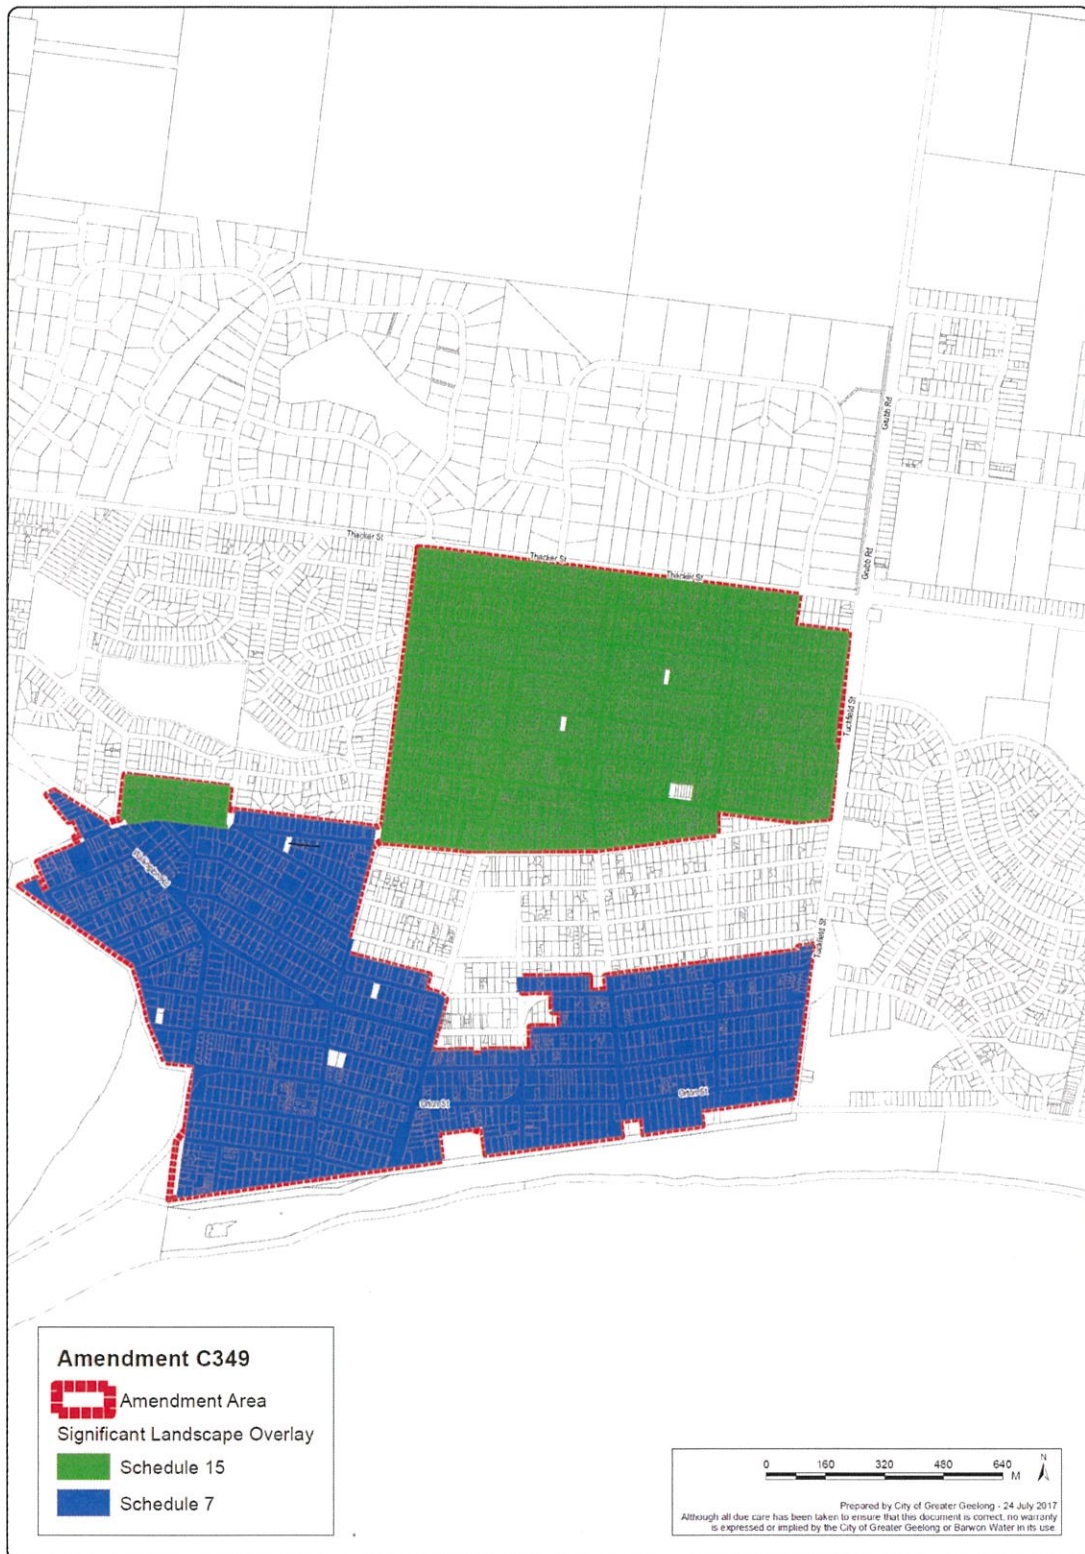 Grubb Rd
Thacker St
Thacker St
Thacker St
Grubb Rd
Tuckfield St
Tuckfield St
Orton St
Orton St
Amendment C349
Amendment Area
Significant Landscape Overlay
Schedule 15
Schedule 7
0 160 320 480 640 M
N
Prepared by City of Greater Geelong - 24 July 2017
Although all due care has been taken to ensure that this document is correct, no warranty
is expressed or implied by the City of Greater Geelong or Barwon Water in its use.